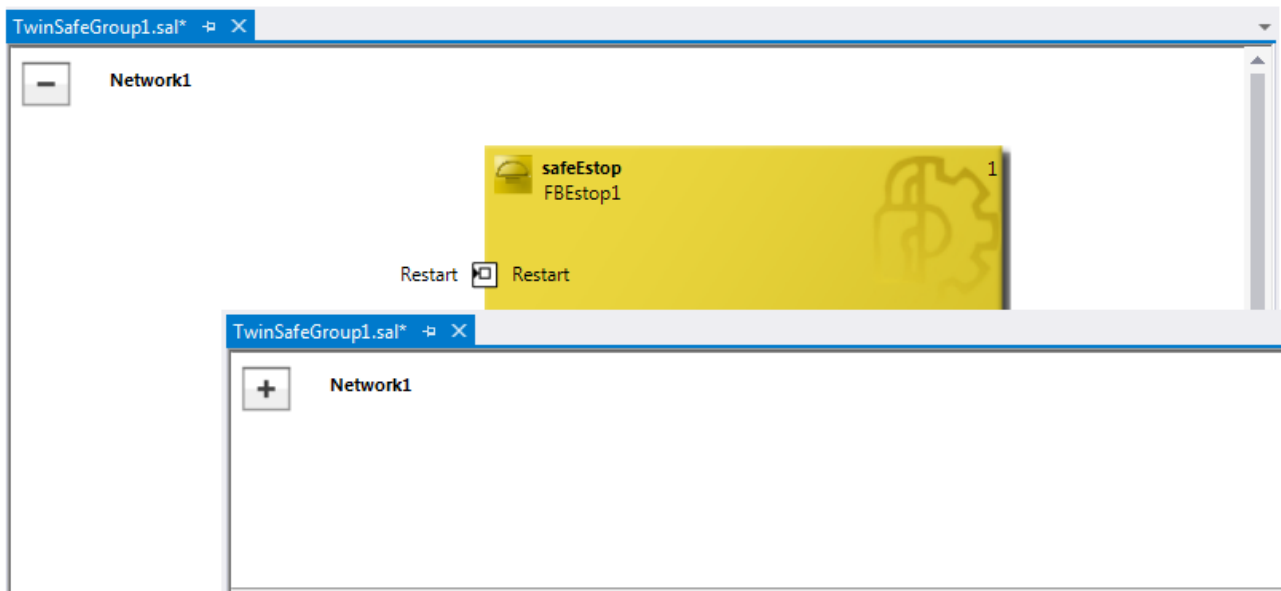 TwinSafeGroup1.sal*
Network1
safeEstop 1
FBEstop1
Restart Restart
TwinSafeGroup1.sal*
Network1